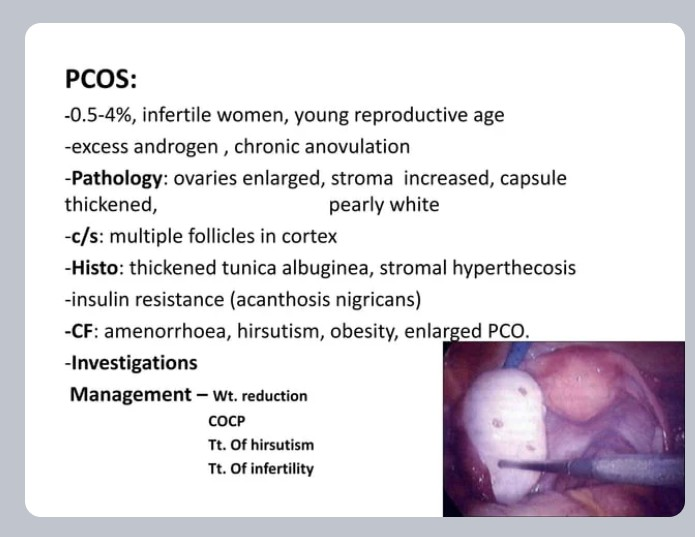 PCOS:
-0.5-4%, infertile women, young reproductive age
-excess androgen , chronic anovulation
-Pathology: ovaries enlarged, stroma increased, capsule
thickened, pearly white
-c/s: multiple follicles in cortex
-Histo: thickened tunica albuginea, stromal hyperthecosis
-insulin resistance (acanthosis nigricans)
-CF: amenorrhoea, hirsutism, obesity, enlarged PCO.
-Investigations
Management – Wt. reduction
COCP
Tt. Of hirsutism
Tt. Of infertility